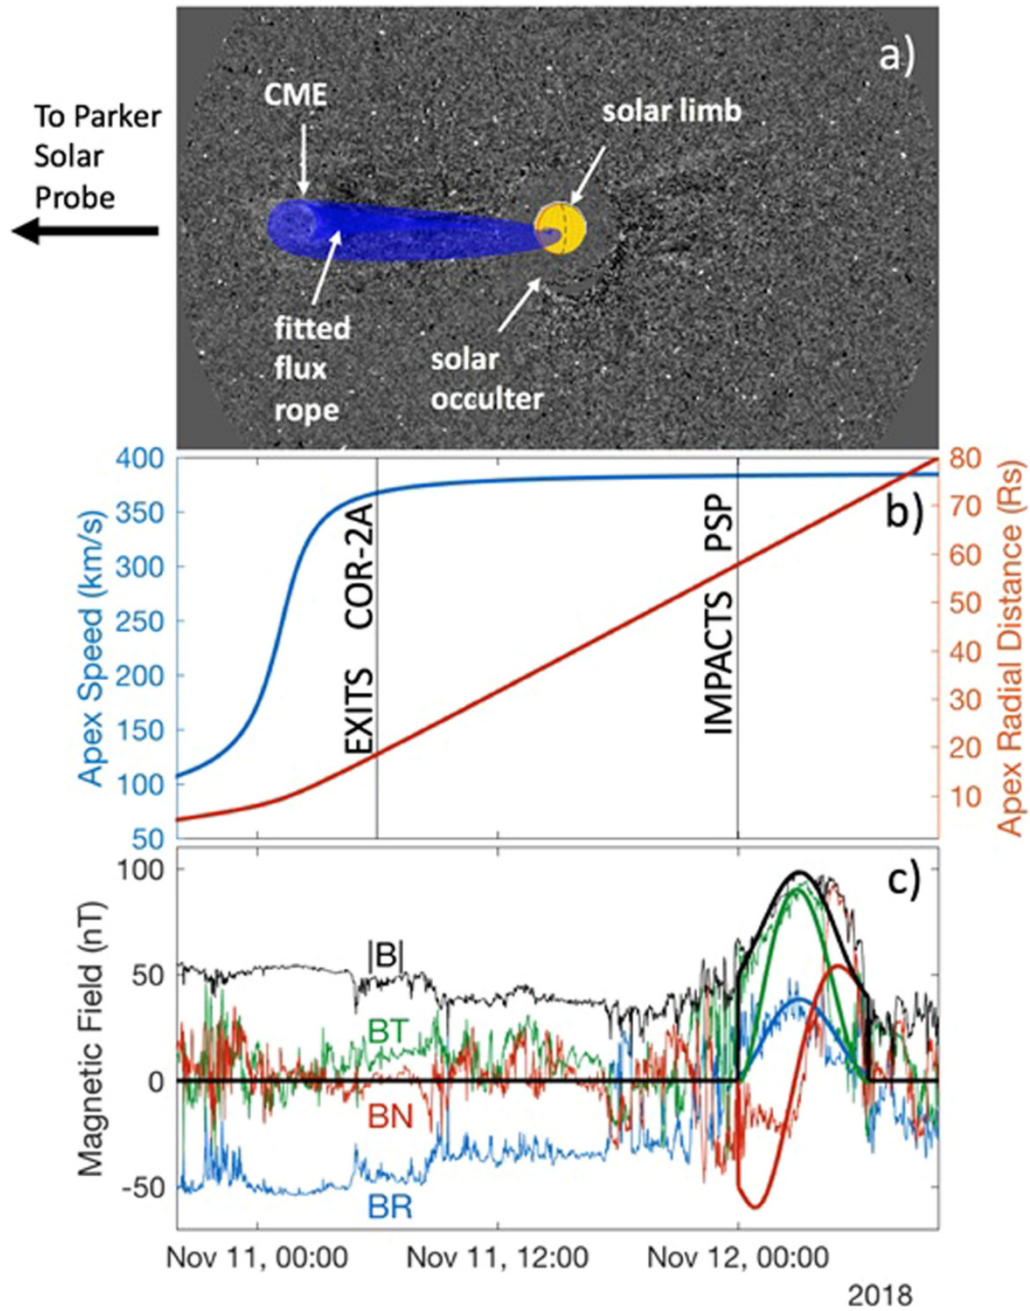 a)
CME
solar limb
To Parker
Solar
Probe
fitted
flux
rope
solar
occulter
400
350
300
250
200
150
100
50
Apex Speed (km/s)
EXITS COR-2A
IMPACTS PSP
b)
80
70
60
50
40
30
20
10
Apex Radial Distance (Rs)
c)
100
50
0
-50
Magnetic Field (nT)
|B|
BT
BN
BR
Nov 11, 00:00
Nov 11, 12:00
Nov 12, 00:00
2018